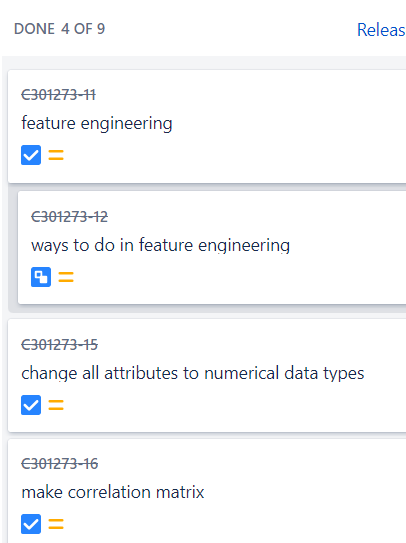 DONE 4 OF 9
Releas
C301273-11
feature engineering
C301273-12
ways to do in feature engineering
C301273-15
change all attributes to numerical data types
C301273-16
make correlation matrix